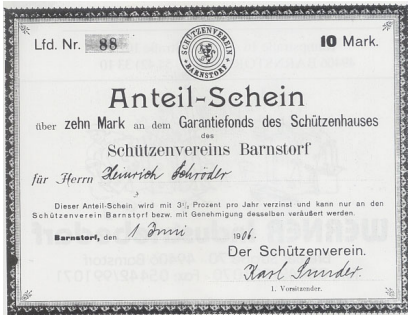 Lfd. Nr. 88
SCHÜTZENVEREIN
BARNSTORF
10 Mark.
Anteil-Schein
über zehn Mark an dem Garantiefonds des Schützenhauses
des
Schützenvereins Barnstorf
für Herrn Heinrich Schröder
Dieser Anteil-Schein wird mit 3½ Prozent pro Jahr verzinst und kann nur an den
Schützenverein Barnstorf bezw. mit Genehmigung desselben veräußert werden.
Barnstorf, den 1 Juni 1906.
Der Schützenverein.
Karl
1. Vorsitzender.